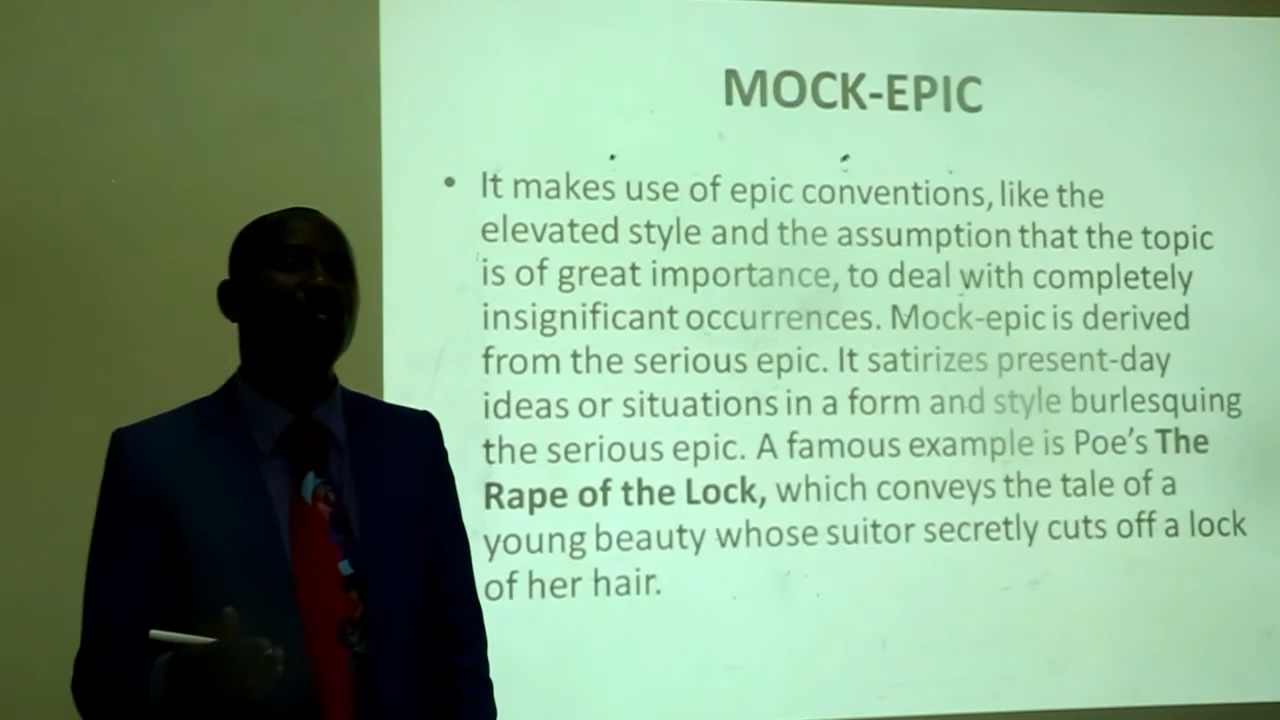 MOCK-EPIC
• It makes use of epic conventions, like the
elevated style and the assumption that the topic
is of great importance, to deal with completely
insignificant occurrences. Mock-epic is derived
from the serious epic. It satirizes present-day
ideas or situations in a form and style burlesquing
the serious epic. A famous example is Poe’s The
Rape of the Lock, which conveys the tale of a
young beauty whose suitor secretly cuts off a lock
of her hair.